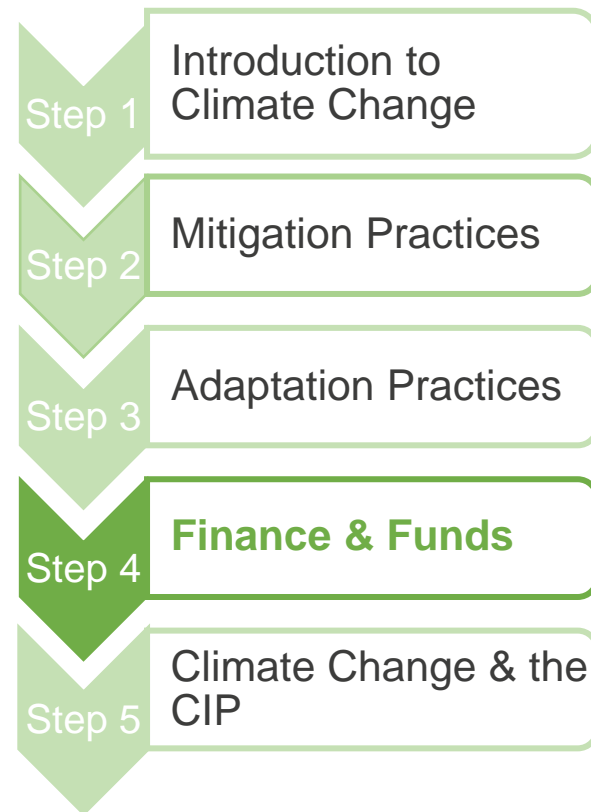 Step 1
Introduction to
Climate Change
Step 2
Mitigation Practices
Step 3
Adaptation Practices
Step 4
Finance & Funds
Step 5
Climate Change & the
CIP